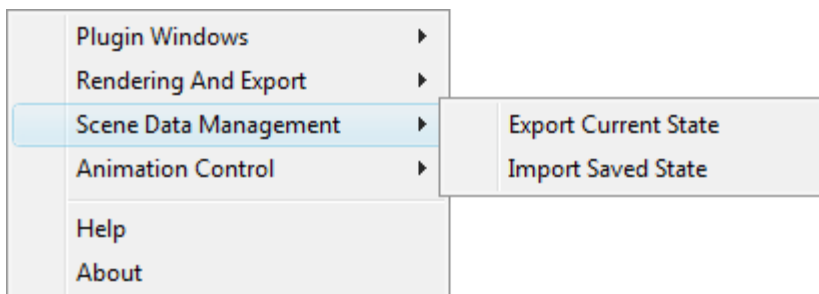 Plugin Windows
Rendering And Export
Scene Data Management
Export Current State
Animation Control
Import Saved State
Help
About